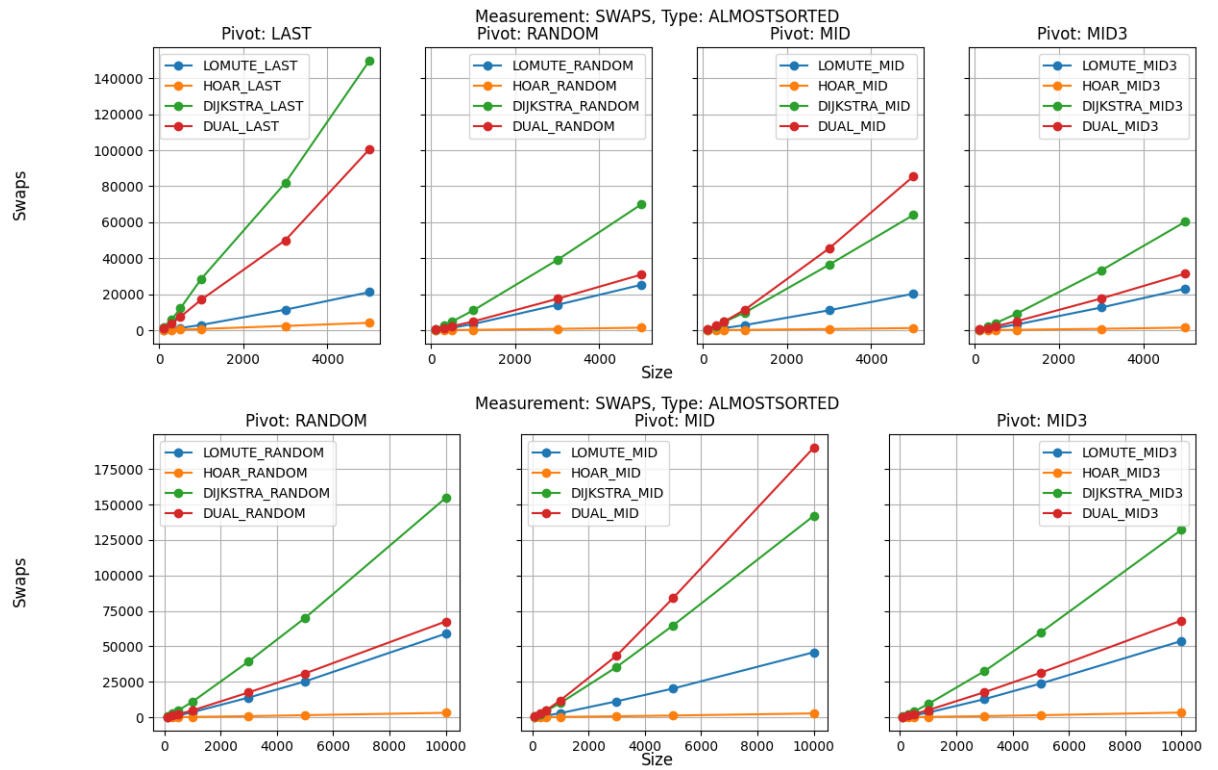 Measurement: SWAPS, Type: ALMOSTSORTED
Pivot: LAST
Pivot: RANDOM
Pivot: MID
Pivot: MID3
LOMUTE_LAST
HOAR_LAST
DIJKSTRA_LAST
DUAL_LAST
LOMUTE_RANDOM
HOAR_RANDOM
DIJKSTRA_RANDOM
DUAL_RANDOM
LOMUTE_MID
HOAR_MID
DIJKSTRA_MID
DUAL_MID
LOMUTE_MID3
HOAR_MID3
DIJKSTRA_MID3
DUAL_MID3
Swaps
140000
120000
100000
80000
60000
40000
20000
0
0 2000 4000
0 2000 4000
0 2000 4000
0 2000 4000
Size
Measurement: SWAPS, Type: ALMOSTSORTED
Pivot: RANDOM
Pivot: MID
Pivot: MID3
LOMUTE_RANDOM
HOAR_RANDOM
DIJKSTRA_RANDOM
DUAL_RANDOM
LOMUTE_MID
HOAR_MID
DIJKSTRA_MID
DUAL_MID
LOMUTE_MID3
HOAR_MID3
DIJKSTRA_MID3
DUAL_MID3
Swaps
175000
150000
125000
100000
75000
50000
25000
0
0 2000 4000 6000 8000 10000
0 2000 4000 6000 8000 10000
0 2000 4000 6000 8000 10000
Size